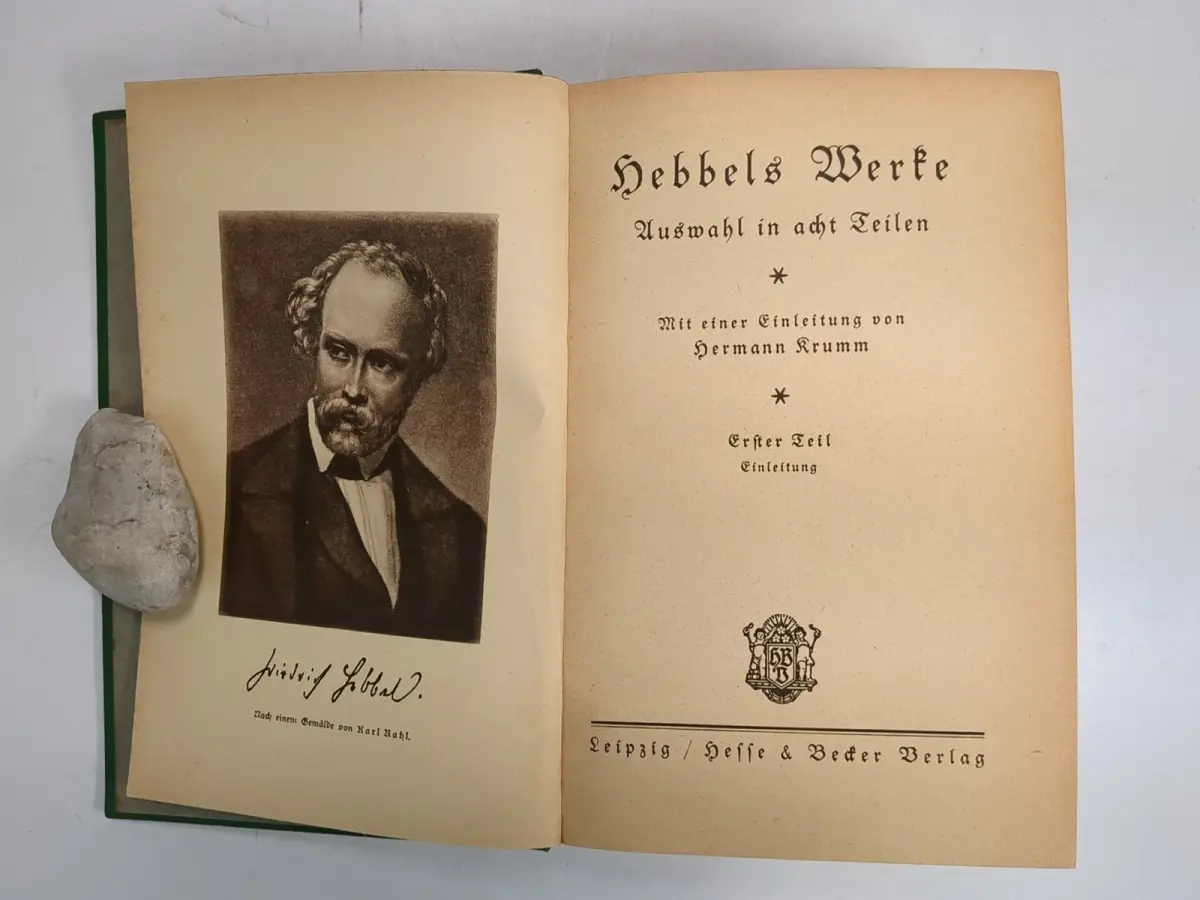 Friedrich Hebbel.
Nach einem Gemälde von Karl Rahl.
Hebbels Werke
Auswahl in acht Teilen
*
Mit einer Einleitung von
Hermann Krumm
*
Erster Teil
Einleitung
HB
V
Leipzig / Hesse & Becker Verlag